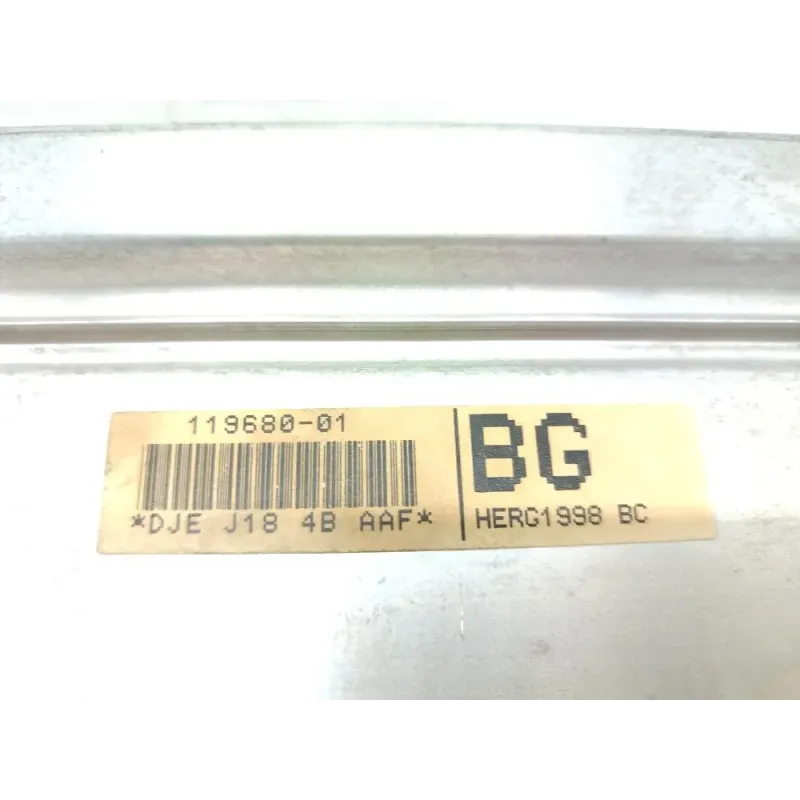 119680-01
*DJE J18 4B AAF*
BG
HERG1998 BC